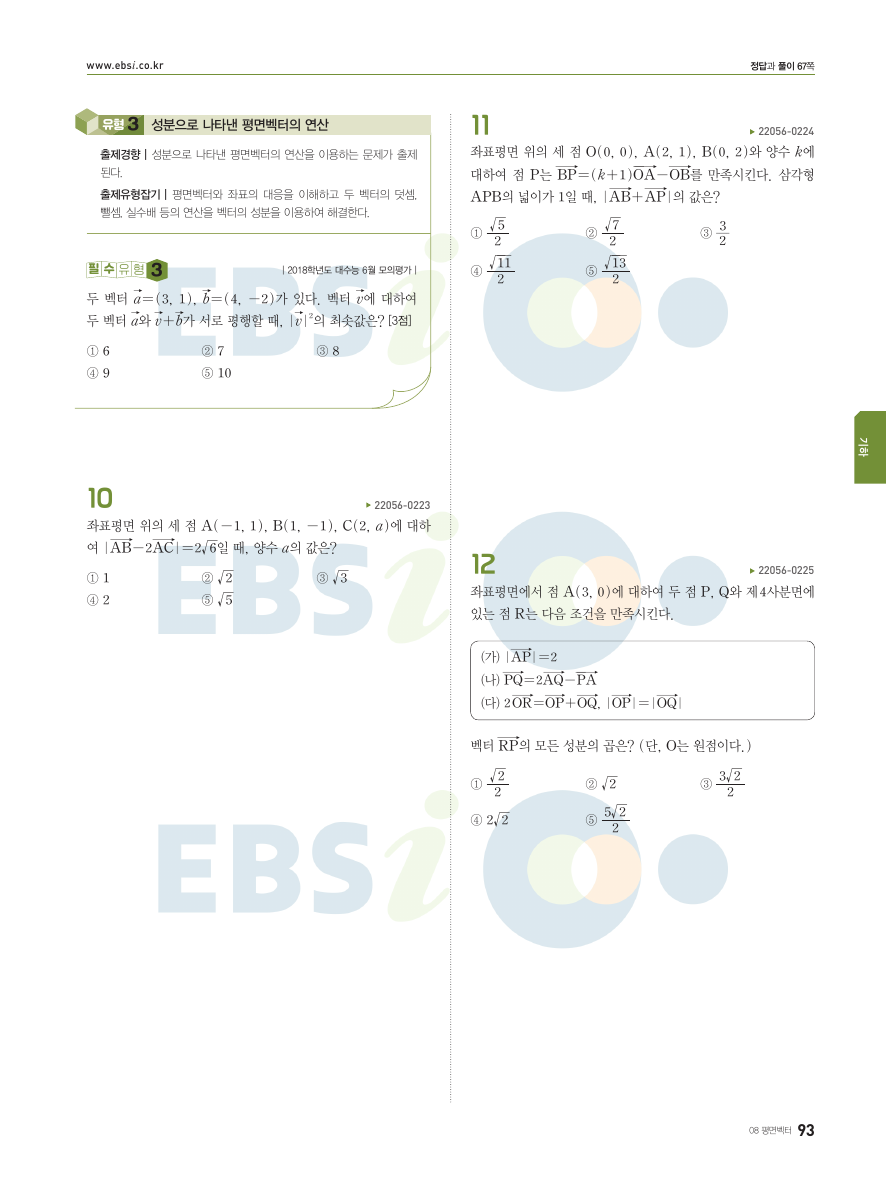 www.ebsi.co.kr
정답과 풀이 67쪽
유형 3 성분으로 나타낸 평면벡터의 연산
출제경향 | 성분으로 나타낸 평면벡터의 연산을 이용하는 문제가 출제
된다.
출제유형잡기 | 평면벡터와 좌표의 대응을 이해하고 두 벡터의 덧셈,
뺄셈, 실수배 등의 연산을 벡터의 성분을 이용하여 해결한다.
필수유형 3
| 2018학년도 대수능 6월 모의평가 |
두 벡터 $\vec{a}=(3, 1)$, $\vec{b}=(4, -2)$가 있다. 벡터 $\vec{v}$에 대하여
두 벡터 $\vec{a}$와 $\vec{v}+\vec{b}$가 서로 평행할 때, $|\vec{v}|^2$의 최솟값은? [3점]
① 6 ② 7 ③ 8
④ 9 ⑤ 10
10
▶ 22056-0223
좌표평면 위의 세 점 A(−1, 1), B(1, −1), C(2, a)에 대하
여 $|\overrightarrow{AB}-2\overrightarrow{AC}|=2\sqrt{6}$일 때, 양수 a의 값은?
① 1 ② $\sqrt{2}$ ③ $\sqrt{3}$
④ 2 ⑤ $\sqrt{5}$
11
▶ 22056-0224
좌표평면 위의 세 점 O(0, 0), A(2, 1), B(0, 2)와 양수 k에
대하여 점 P는 $\overrightarrow{BP}=(k+1)\overrightarrow{OA}-\overrightarrow{OB}$를 만족시킨다. 삼각형
APB의 넓이가 1일 때, $|\overrightarrow{AB}+\overrightarrow{AP}|$의 값은?
① $\frac{\sqrt{5}}{2}$ ② $\frac{\sqrt{7}}{2}$ ③ $\frac{3}{2}$
④ $\frac{\sqrt{11}}{2}$ ⑤ $\frac{\sqrt{13}}{2}$
12
▶ 22056-0225
좌표평면에서 점 A(3, 0)에 대하여 두 점 P, Q와 제4사분면에
있는 점 R는 다음 조건을 만족시킨다.
(가) $|\overrightarrow{AP}|=2$
(나) $\overrightarrow{PQ}=2\overrightarrow{AQ}-\overrightarrow{PA}$
(다) $2\overrightarrow{OR}=\overrightarrow{OP}+\overrightarrow{OQ}$, $|\overrightarrow{OP}|=|\overrightarrow{OQ}|$
벡터 $\overrightarrow{RP}$의 모든 성분의 곱은? (단, O는 원점이다.)
① $\frac{\sqrt{2}}{2}$ ② $\sqrt{2}$ ③ $\frac{3\sqrt{2}}{2}$
④ $2\sqrt{2}$ ⑤ $\frac{5\sqrt{2}}{2}$
기하
EBSi
EBSi
EBSi
08 평면벡터 93